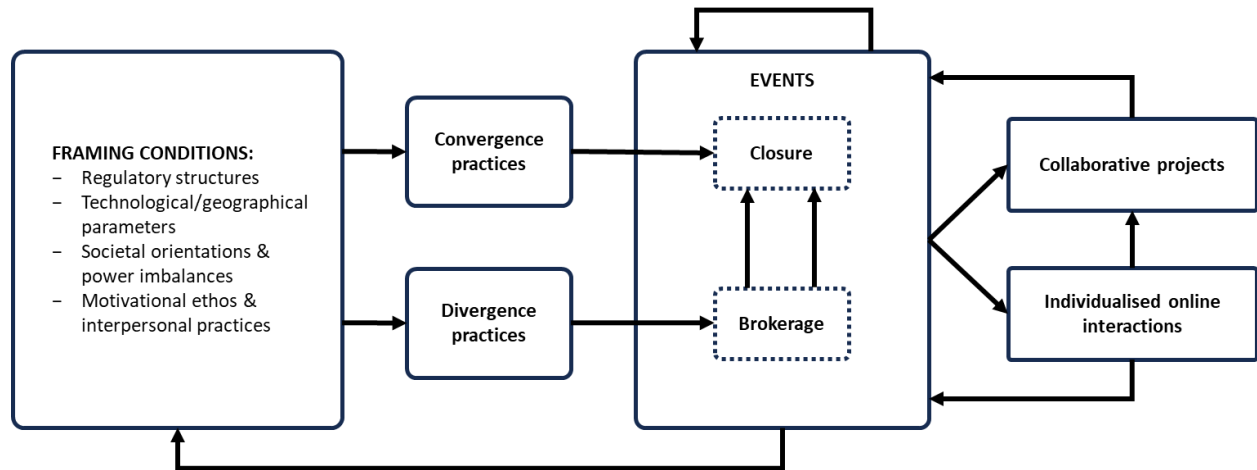 FRAMING CONDITIONS:
– Regulatory structures
– Technological/geographical
parameters
– Societal orientations &
power imbalances
– Motivational ethos &
interpersonal practices
Convergence
practices
Divergence
practices
EVENTS
Closure
Brokerage
Collaborative projects
Individualised online
interactions